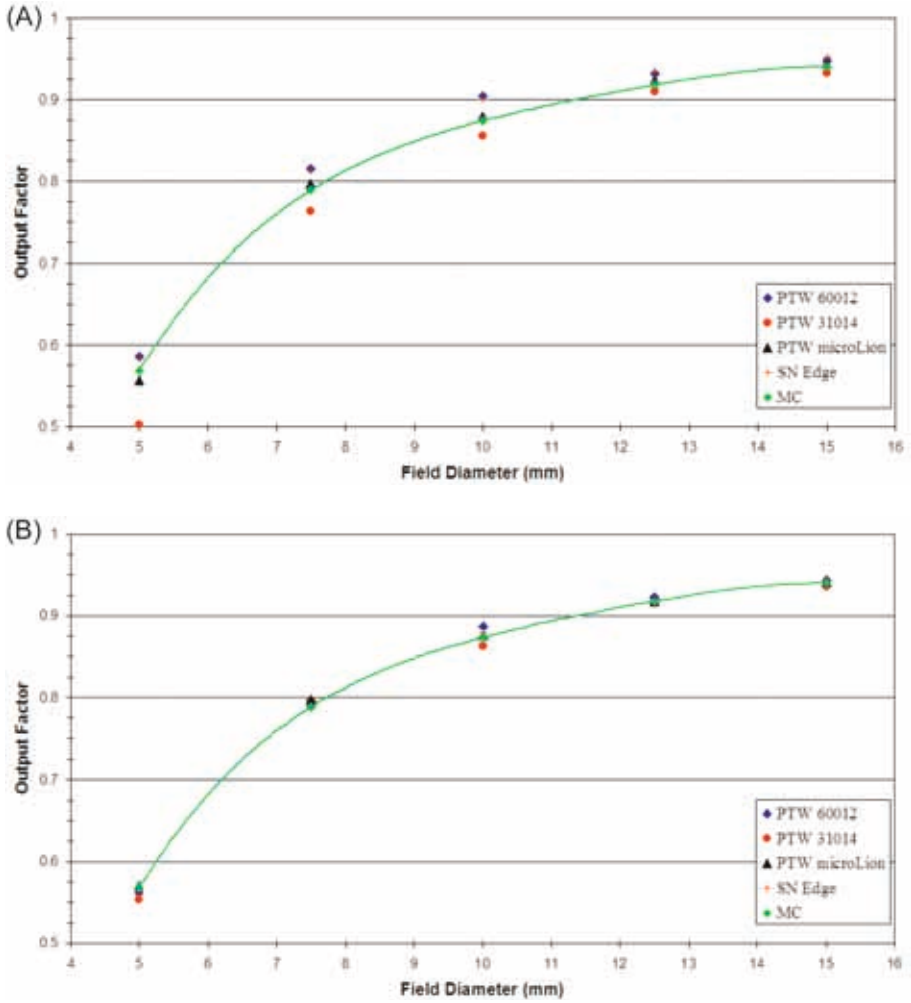 (A)
1
0.9
0.8
0.7
0.6
0.5
Output Factor
PTW 60012
PTW 31014
PTW microLion
SN Edge
MC
4 5 6 7 8 9 10 11 12 13 14 15 16
Field Diameter (mm)
(B)
1
0.9
0.8
0.7
0.6
0.5
Output Factor
PTW 60012
PTW 31014
PTW microLion
SN Edge
MC
4 5 6 7 8 9 10 11 12 13 14 15 16
Field Diameter (mm)